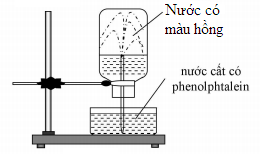 Nước có
màu hồng
nước cất có
phenolphtalein